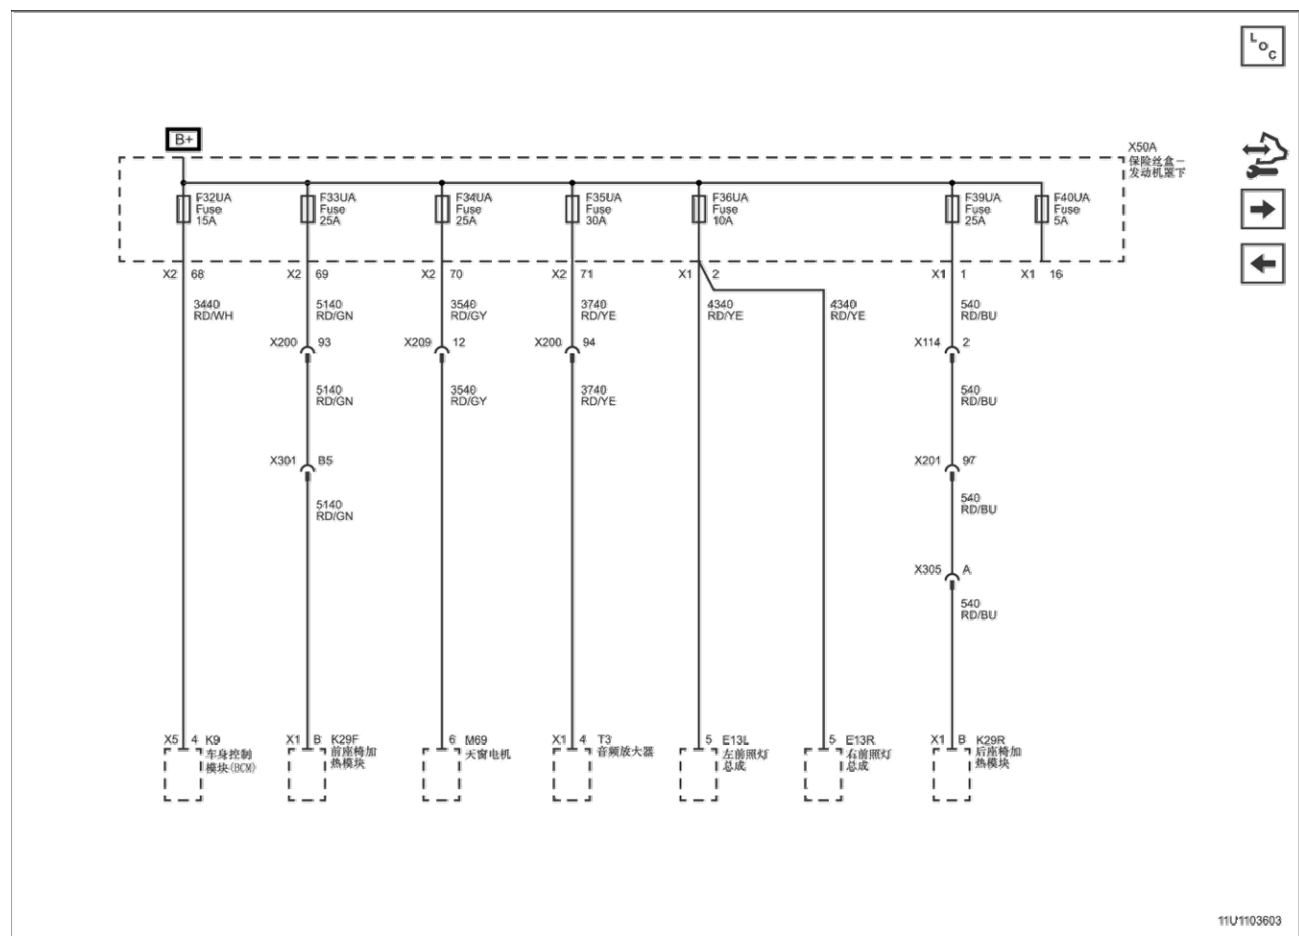 L
O
C
B+
X50A
保险丝盒－
发动机罩下
F32UA
Fuse
15A
F33UA
Fuse
25A
F34UA
Fuse
25A
F35UA
Fuse
30A
F36UA
Fuse
10A
F39UA
Fuse
25A
F40UA
Fuse
5A
X2 68
X2 69
X2 70
X2 71
X1 2
X1 1
X1 16
3440
RD/WH
5140
RD/GN
3540
RD/GY
3740
RD/YE
4340
RD/YE
4340
RD/YE
540
RD/BU
X200 93
X209 12
X200 94
X114 2
5140
RD/GN
3540
RD/GY
3740
RD/YE
540
RD/BU
X301 B5
X201 97
5140
RD/GN
540
RD/BU
X305 A
540
RD/BU
X5 4 K9
车身控制
模块(BCM)
X1 B K29F
前座椅加
热模块
6 M69
天窗电机
X1 4 T3
音频放大器
5 E13L
左前照灯
总成
5 E13R
右前照灯
总成
X1 B K29R
后座椅加
热模块
11U1103603